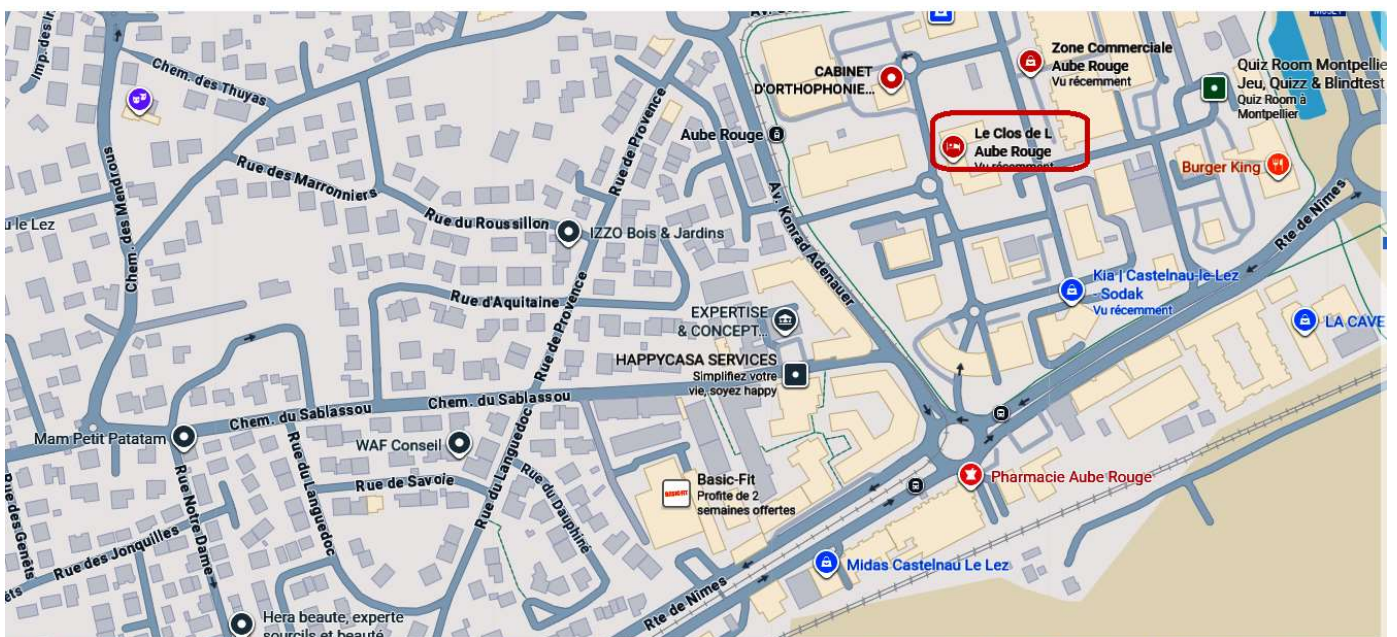 Imp. des In
Chem. des Thuyas
Chem. des Mendrous
u le Lez
Rue des Marronniers
Rue du Roussillon
IZZO Bois & Jardins
Rue d'Aquitaine
Rue de Provence
Rue de Provence
Aube Rouge
Av. Konrad Adenauer
CABINET
D'ORTHOPHONIE...
Zone Commerciale
Aube Rouge
Vu récemment
Le Clos de L
Aube Rouge
Vu récemment
Quiz Room Montpellie
Jeu, Quizz & Blindtest
Quiz Room à
Montpellier
Burger King
Rte de Nîmes
Kia | Castelnau-le-Lez
- Sodak
Vu récemment
LA CAVE
EXPERTISE
& CONCEPT...
HAPPYCASA SERVICES
Simplifiez votre
vie, soyez happy
Chem. du Sablassou
Chem. du Sablassou
Mam Petit Patatam
WAF Conseil
Rue du Languedoc
Rue de Savoie
Rue du Languedoc
Rue du Dauphiné
Rue Notre Dame
Rue des Jonquilles
Rue des Genêts
ets
BASIC-FIT
Basic-Fit
Profite de 2
semaines offertes
Pharmacie Aube Rouge
Midas Castelnau Le Lez
Rte de Nîmes
Hera beaute, experte
sourcils et beauté